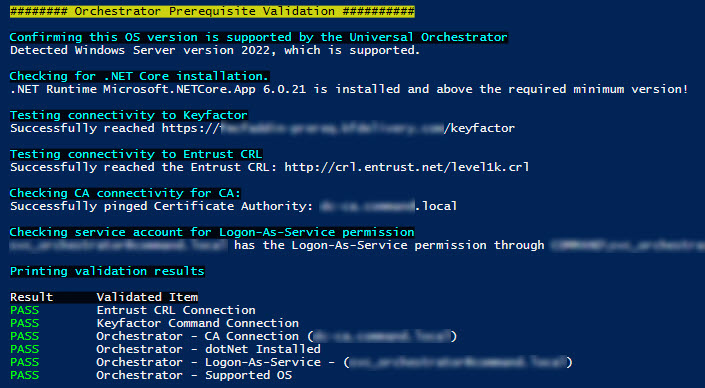 ######## Orchestrator Prerequisite Validation ##########
Confirming this OS version is supported by the Universal Orchestrator
Detected Windows Server version 2022, which is supported.
Checking for .NET Core installation.
.NET Runtime Microsoft.NETCore.App 6.0.21 is installed and above the required minimum version!
Testing connectivity to Keyfactor
Successfully reached https:// /keyfactor
Testing connectivity to Entrust CRL
Successfully reached the Entrust CRL: http://crl.entrust.net/level1k.crl
Checking CA connectivity for CA:
Successfully pinged Certificate Authority: .local
Checking service account for Logon-As-Service permission
has the Logon-As-Service permission through
Printing validation results
Result Validated Item
PASS Entrust CRL Connection
PASS Keyfactor Command Connection
PASS Orchestrator - CA Connection ( )
PASS Orchestrator - dotNet Installed
PASS Orchestrator - Logon-As-Service - ( )
PASS Orchestrator - Supported OS